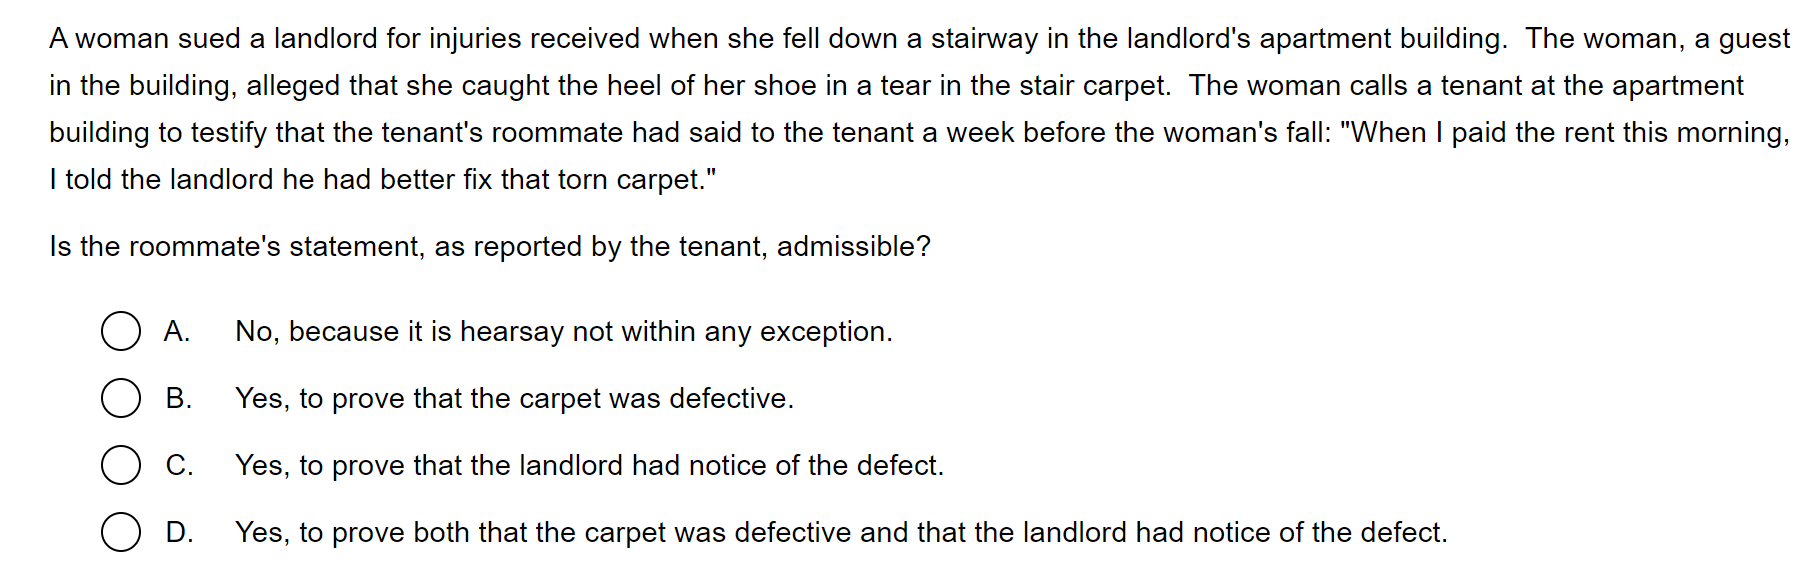 A woman sued a landlord for injuries received when she fell down a stairway in the landlord's apartment building.  The woman, a guest
in the building, alleged that she caught the heel of her shoe in a tear in the stair carpet.  The woman calls a tenant at the apartment
building to testify that the tenant's roommate had said to the tenant a week before the woman's fall: "When I paid the rent this morning,
I told the landlord he had better fix that torn carpet."
Is the roommate's statement, as reported by the tenant, admissible?
A. No, because it is hearsay not within any exception.
B. Yes, to prove that the carpet was defective.
C. Yes, to prove that the landlord had notice of the defect.
D. Yes, to prove both that the carpet was defective and that the landlord had notice of the defect.